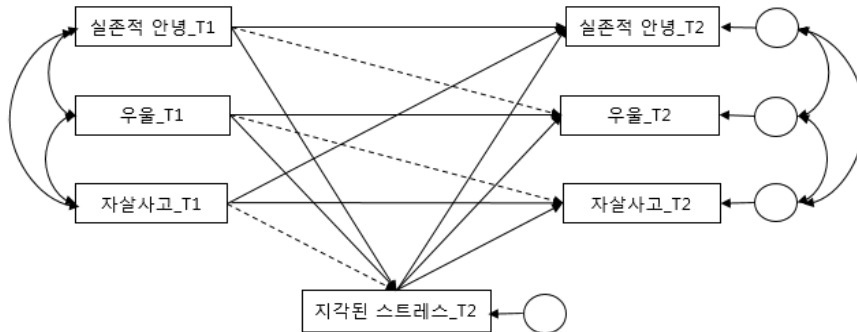 실존적 안녕_T1
실존적 안녕_T2
우울_T1
우울_T2
자살사고_T1
자살사고_T2
지각된 스트레스_T2